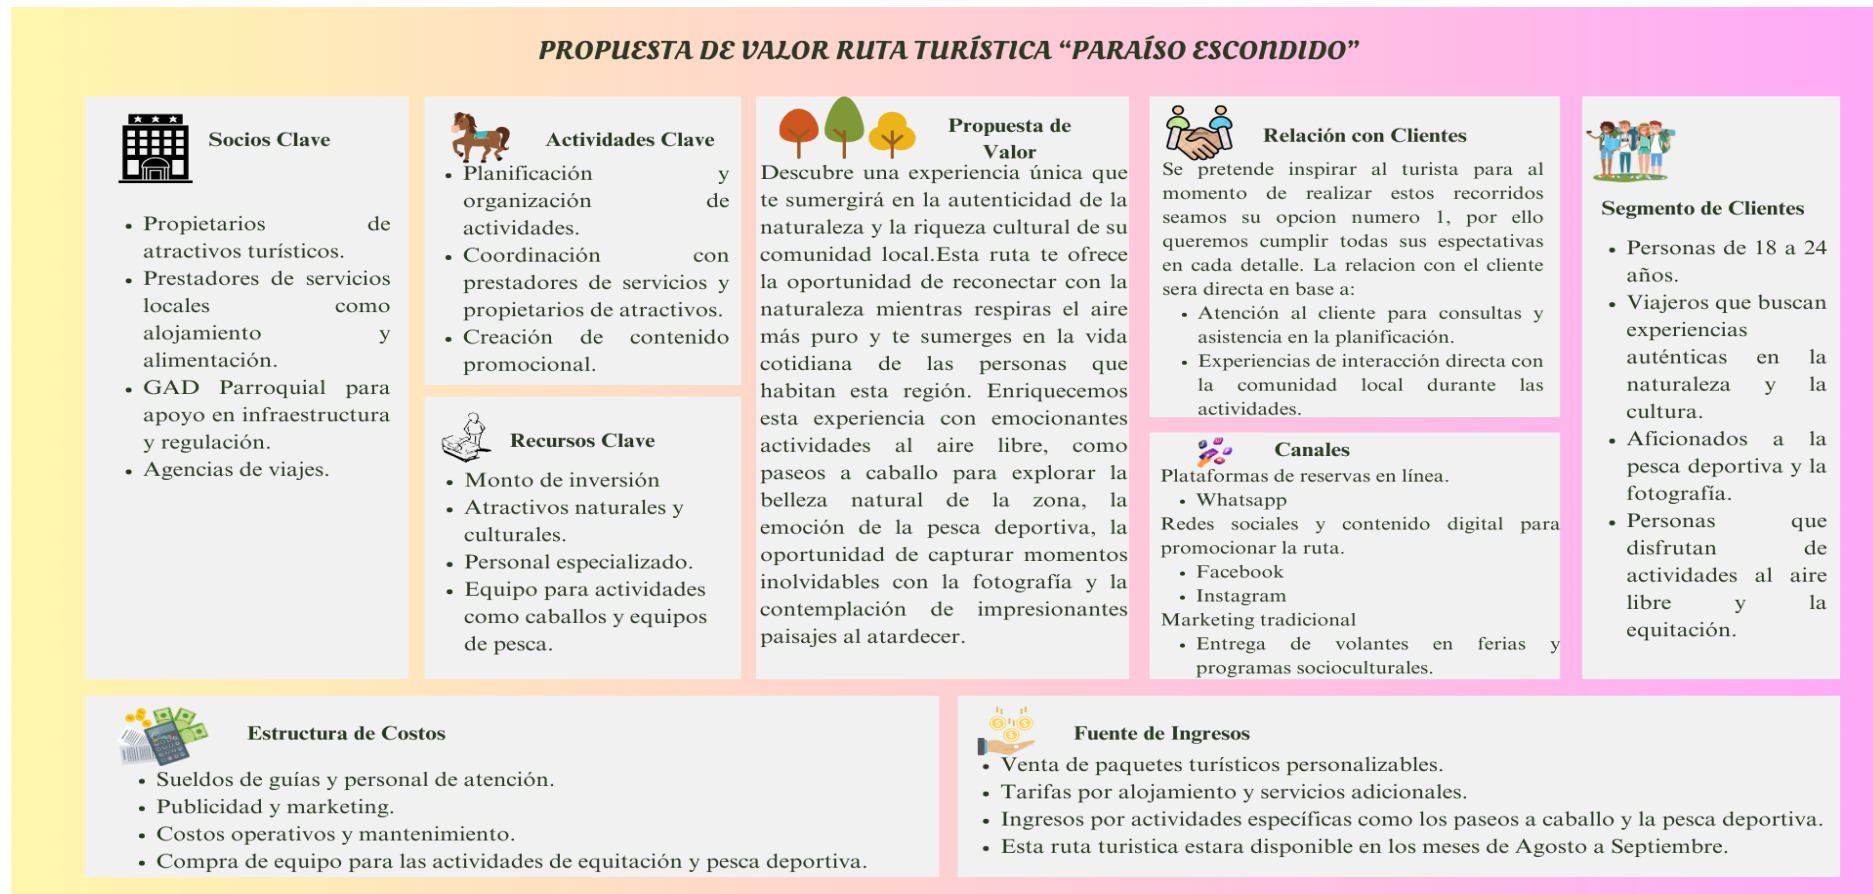 PROPUESTA DE VALOR RUTA TURÍSTICA “PARAÍSO ESCONDIDO”
Socios Clave
• Propietarios de
atractivos turísticos.
• Prestadores de servicios
locales como
alojamiento y
alimentación.
• GAD Parroquial para
apoyo en infraestructura
y regulación.
• Agencias de viajes.
Actividades Clave
• Planificación y
organización de
actividades.
• Coordinación con
prestadores de servicios y
propietarios de atractivos.
• Creación de contenido
promocional.
Recursos Clave
• Monto de inversión
• Atractivos naturales y
culturales.
• Personal especializado.
• Equipo para actividades
como caballos y equipos
de pesca.
Propuesta de
Valor
Descubre una experiencia única que
te sumergirá en la autenticidad de la
naturaleza y la riqueza cultural de su
comunidad local.Esta ruta te ofrece
la oportunidad de reconectar con la
naturaleza mientras respiras el aire
más puro y te sumerges en la vida
cotidiana de las personas que
habitan esta región. Enriquecemos
esta experiencia con emocionantes
actividades al aire libre, como
paseos a caballo para explorar la
belleza natural de la zona, la
emoción de la pesca deportiva, la
oportunidad de capturar momentos
inolvidables con la fotografía y la
contemplación de impresionantes
paisajes al atardecer.
Relación con Clientes
Se pretende inspirar al turista para al
momento de realizar estos recorridos
seamos su opcion numero 1, por ello
queremos cumplir todas sus espectativas
en cada detalle. La relacion con el cliente
sera directa en base a:
• Atención al cliente para consultas y
asistencia en la planificación.
• Experiencias de interacción directa con
la comunidad local durante las
actividades.
Canales
Plataformas de reservas en línea.
• Whatsapp
Redes sociales y contenido digital para
promocionar la ruta.
• Facebook
• Instagram
Marketing tradicional
• Entrega de volantes en ferias y
programas socioculturales.
Segmento de Clientes
• Personas de 18 a 24
años.
• Viajeros que buscan
experiencias
auténticas en la
naturaleza y la
cultura.
• Aficionados a la
pesca deportiva y la
fotografía.
• Personas que
disfrutan de
actividades al aire
libre y la
equitación.
Estructura de Costos
• Sueldos de guías y personal de atención.
• Publicidad y marketing.
• Costos operativos y mantenimiento.
• Compra de equipo para las actividades de equitación y pesca deportiva.
Fuente de Ingresos
• Venta de paquetes turísticos personalizables.
• Tarifas por alojamiento y servicios adicionales.
• Ingresos por actividades específicas como los paseos a caballo y la pesca deportiva.
• Esta ruta turistica estara disponible en los meses de Agosto a Septiembre.